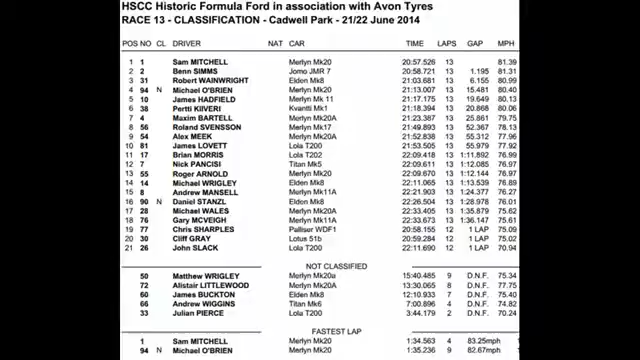 HSCC Historic Formula Ford in association with Avon Tyres
RACE 13 - CLASSIFICATION - Cadwell Park - 21/22 June 2014
POS NO CL DRIVER NAT CAR TIME LAPS GAP MPH
1 1 Sam MITCHELL Merlyn Mk20 20:57.526 13 81.39
2 2 Benn SIMMS Jomo JMR 7 20:58.721 13 1.195 81.31
3 31 Robert WAINWRIGHT Elden Mk8 21:03.681 13 6.155 80.99
4 94 N Michael O'BRIEN Merlyn Mk20 21:13.007 13 15.481 80.40
5 10 James HADFIELD Merlyn Mk 11 21:17.175 13 19.649 80.13
6 38 Pertti KIIVERI Kvantti Mk1 21:18.394 13 20.868 80.06
7 4 Maxim BARTELL Merlyn Mk20A 21:23.387 13 25.861 79.75
8 56 Roland SVENSSON Merlyn Mk17 21:49.893 13 52.367 78.13
9 54 Alex MEEK Merlyn Mk20A 21:52.838 13 55.312 77.96
10 81 James LOVETT Lola T200 21:53.505 13 55.979 77.92
11 17 Brian MORRIS Lola T202 22:09.418 13 1:11.892 76.99
12 7 Nick PANCISI Titan Mk5 22:09.611 13 1:12.085 76.97
13 55 Roger ARNOLD Merlyn Mk20 22:09.670 13 1:12.144 76.97
14 14 Michael WRIGLEY Elden Mk8 22:11.065 13 1:13.539 76.89
15 8 Andrew MANSELL Merlyn Mk11A 22:21.903 13 1:24.377 76.27
16 90 N Daniel STANZL Elden Mk8 22:26.504 13 1:28.978 76.01
17 28 Michael WALES Merlyn Mk20A 22:33.405 13 1:35.879 75.62
18 76 Gary MCVEIGH Merlyn Mk11A 22:33.673 13 1:36.147 75.61
19 77 Chris SHARPLES Palliser WDF1 20:58.155 12 1 LAP 75.09
20 30 Cliff GRAY Lotus 51b 20:59.284 12 1 LAP 75.02
21 26 John SLACK Lola T200 22:11.693 12 1 LAP 70.94
NOT CLASSIFIED
50 Matthew WRIGLEY Merlyn Mk20a 15:40.485 9 D.N.F. 75.34
72 Alistair LITTLEWOOD Merlyn Mk20A 13:30.065 8 D.N.F. 77.75
60 James BUCKTON Elden Mk8 12:10.933 7 D.N.F. 75.40
66 Andrew WIGGINS Titan Mk6 7:00.896 4 D.N.F. 74.82
33 Julian PIERCE Lola T200 3:44.179 2 D.N.F. 70.24
FASTEST LAP
1 Sam MITCHELL Merlyn Mk20 1:34.563 4 83.25mph
94 N Michael O'BRIEN Merlyn Mk20 1:35.236 9 82.67mph